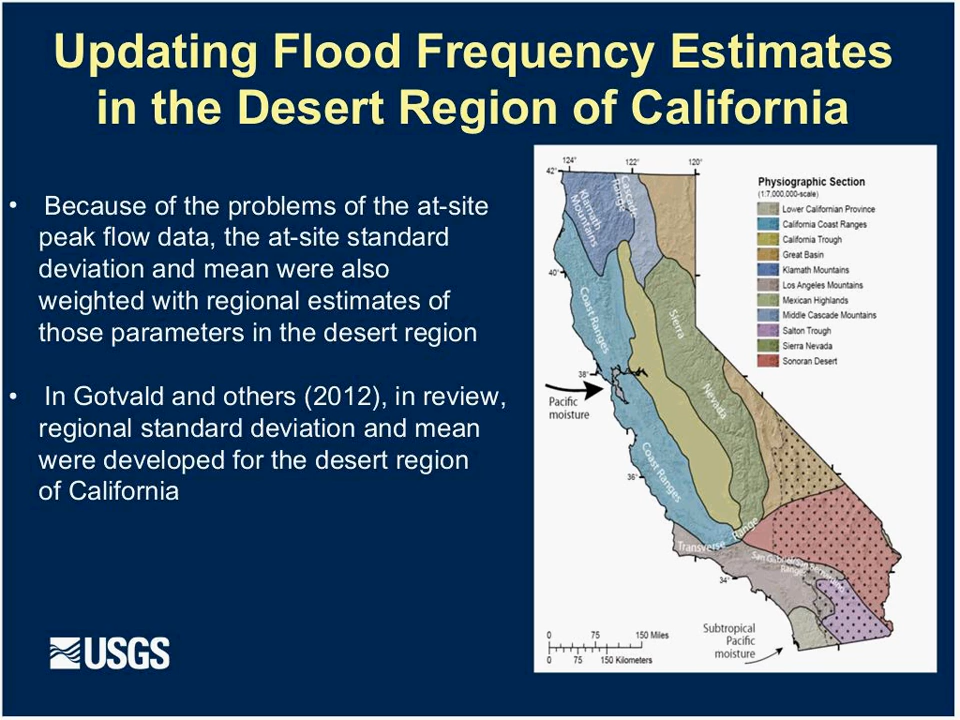 Updating Flood Frequency Estimates
in the Desert Region of California
• Because of the problems of the at-site
peak flow data, the at-site standard
deviation and mean were also
weighted with regional estimates of
those parameters in the desert region
• In Gotvald and others (2012), in review,
regional standard deviation and mean
were developed for the desert region
of California
USGS
124° 122° 120°
42°
40°
38°
36°
34°
Klamath
Mountains
Cascade
Range
Coast Ranges
Sierra
Nevada
Coast Ranges
Range
Transverse
San Gabriel-San Bernardino
Ranges
Pacific
moisture
Subtropical
Pacific
moisture
0 75 150 Miles
0 75 150 Kilometers
Physiographic Section
(1:7,000,000-scale)
Lower Californian Province
California Coast Ranges
California Trough
Great Basin
Klamath Mountains
Los Angeles Mountains
Mexican Highlands
Middle Cascade Mountains
Salton Trough
Sierra Nevada
Sonoran Desert